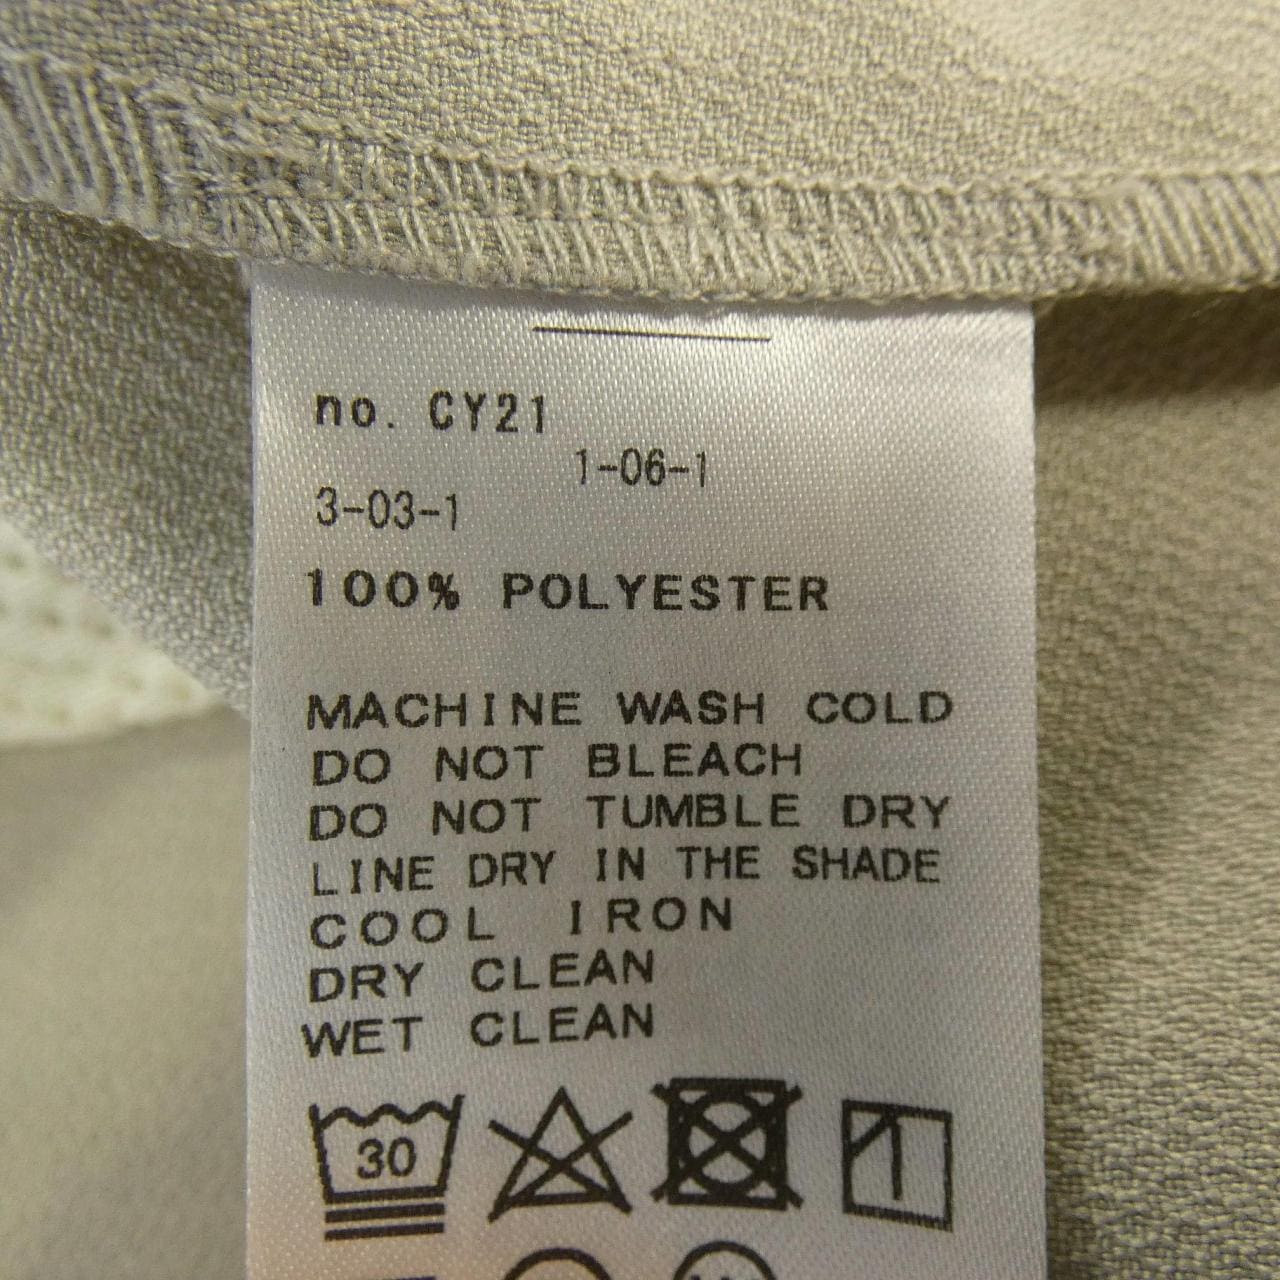 no. CY21
1-06-1
3-03-1
100% POLYESTER
MACHINE WASH COLD
DO NOT BLEACH
DO NOT TUMBLE DRY
LINE DRY IN THE SHADE
COOL IRON
DRY CLEAN
WET CLEAN
30